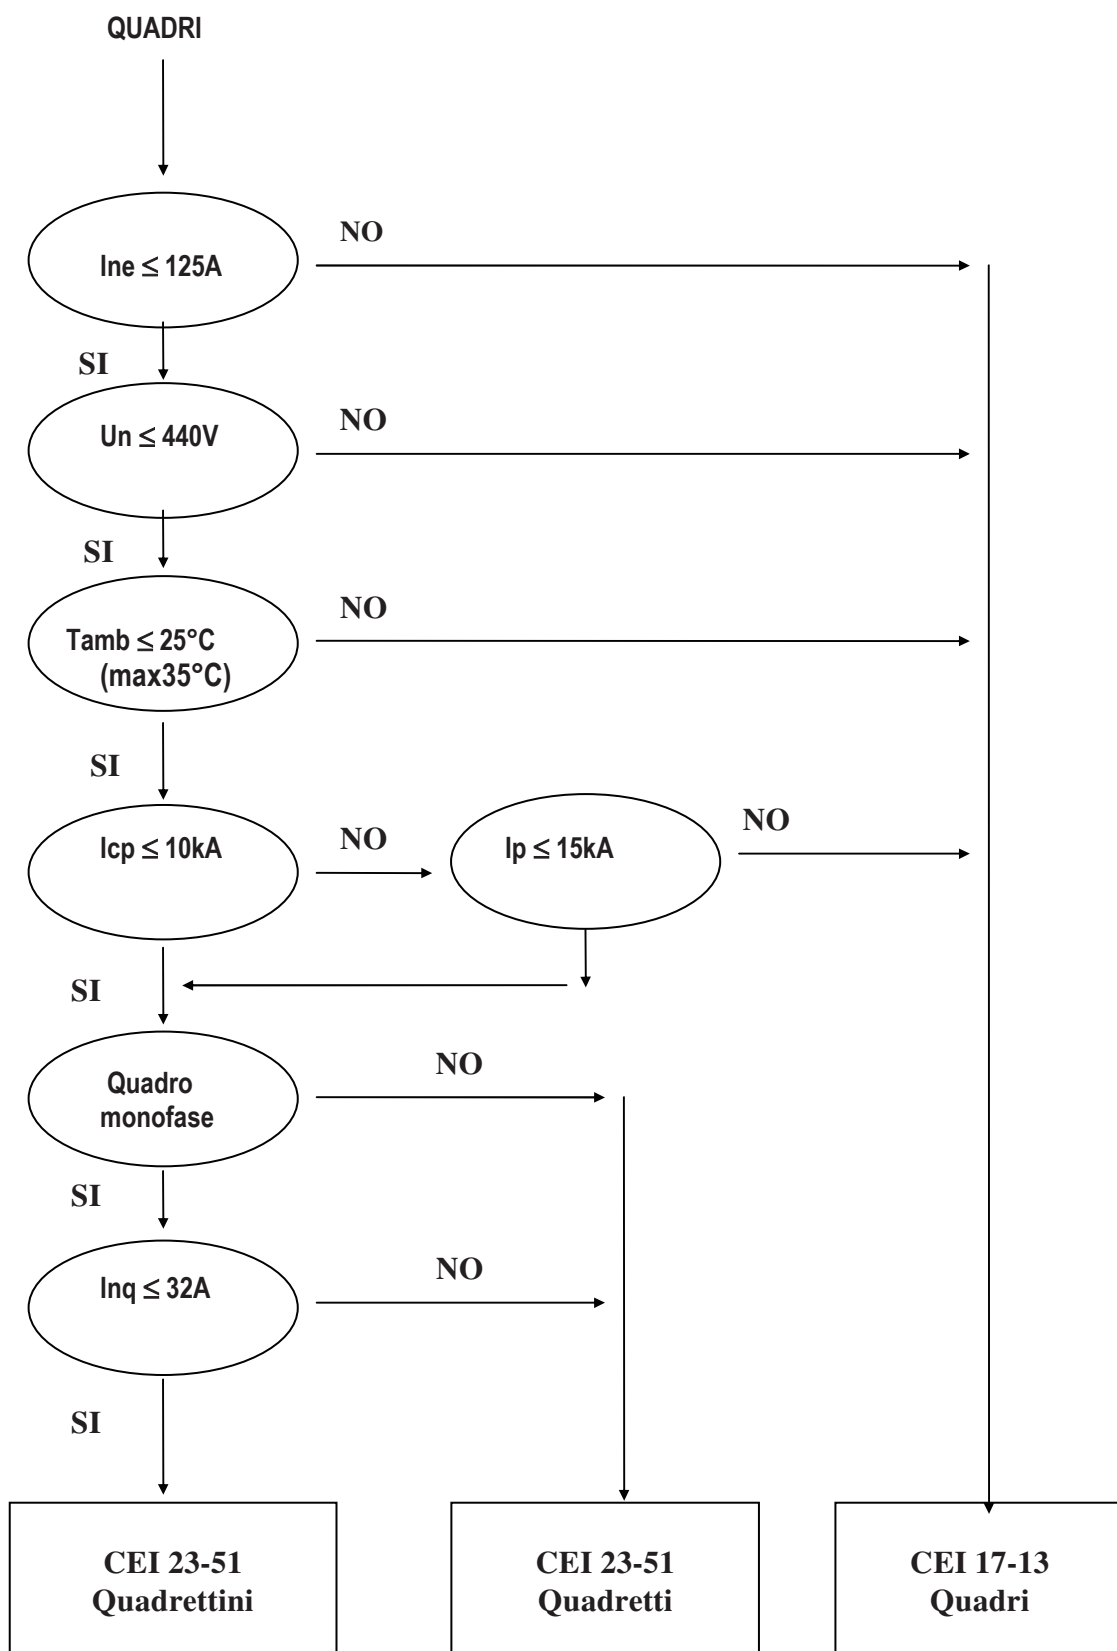 QUADRI
NO
Ine ≤ 125A
SI
NO
Un ≤ 440V
SI
NO
Tamb ≤ 25°C
(max35°C)
SI
NO
Icp ≤ 10kA
NO
Ip ≤ 15kA
SI
NO
Quadro
monofase
SI
NO
Inq ≤ 32A
SI
CEI 23-51
Quadrettini
CEI 23-51
Quadretti
CEI 17-13
Quadri